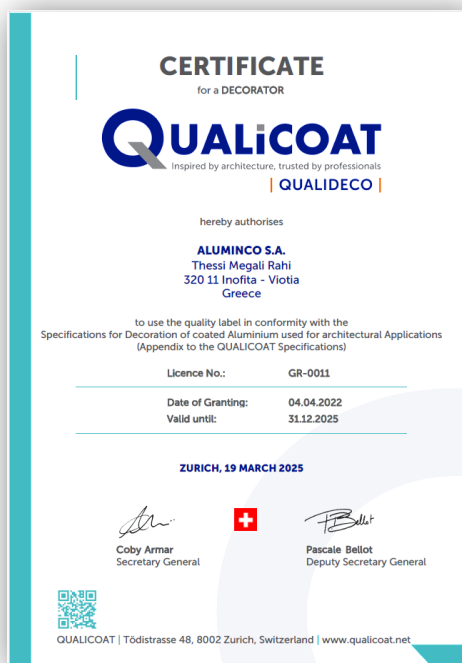 CERTIFICATE
for a DECORATOR
QUALiCOAT
Inspired by architecture, trusted by professionals
| QUALIDECO |
hereby authorises
ALUMINCO S.A.
Thessi Megali Rahi
320 11 Inofita - Viotia
Greece
to use the quality label in conformity with the
Specifications for Decoration of coated Aluminium used for architectural Applications
(Appendix to the QUALICOAT Specifications)
Licence No.: GR-0011
Date of Granting: 04.04.2022
Valid until: 31.12.2025
ZURICH, 19 MARCH 2025
Coby Armar
Secretary General
Pascale Bellot
Deputy Secretary General
QUALICOAT | Tödistrasse 48, 8002 Zurich, Switzerland | www.qualicoat.net